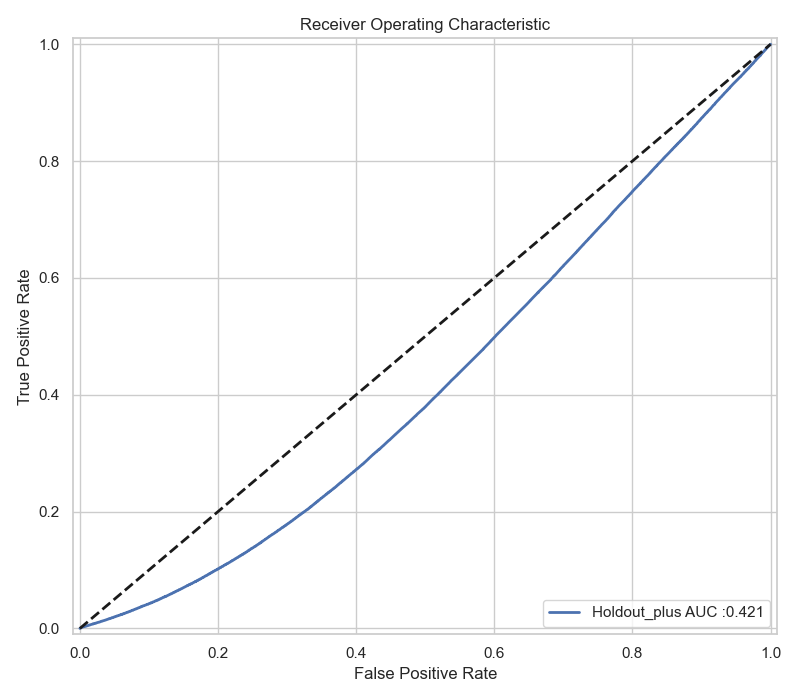 Receiver Operating Characteristic
1.0
0.8
0.6
0.4
0.2
0.0
True Positive Rate
Holdout_plus AUC :0.421
0.0 0.2 0.4 0.6 0.8 1.0
False Positive Rate